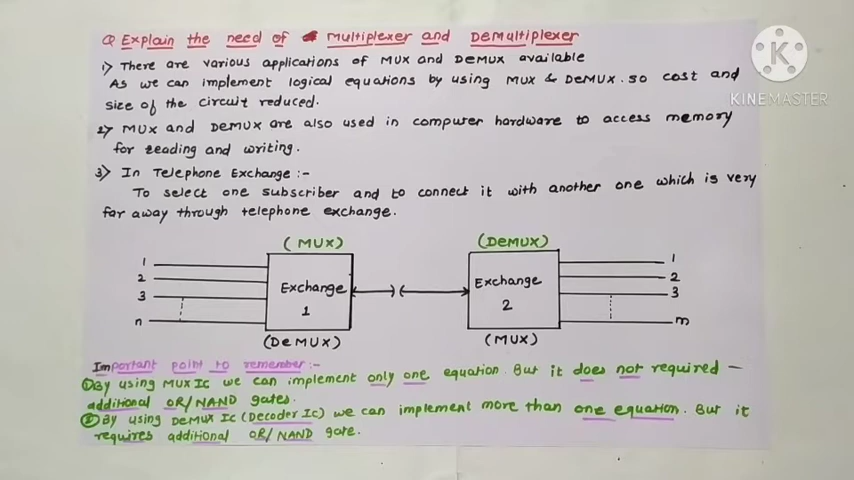 Q Explain the need of Multiplexer and DeMultiplexer
1) There are various applications of MUX and DeMUX available
As we can implement logical equations by using MUX & DeMUX. so cost and
size of the circuit reduced.
2) MUX and DeMUX are also used in computer hardware to access memory
for reading and writing.
3) In Telephone Exchange :-
To select one subscriber and to connect it with another one which is very
far away through telephone exchange.
(MUX) (DeMUX)
1 1
2 2
3 3
n m
Exchange Exchange
1 2
(DeMUX) (MUX)
Important point to remember :-
① By using MUX IC we can implement only one equation. But it does not required -
additional OR/NAND gates.
② By using DeMUX IC (Decoder IC) we can implement more than one equation. But it
requires additional OR/NAND gate.
K
KINEMASTER